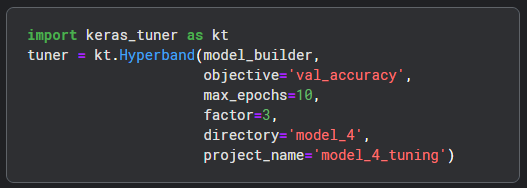 import keras_tuner as kt
tuner = kt.Hyperband(model_builder,
                     objective='val_accuracy',
                     max_epochs=10,
                     factor=3,
                     directory='model_4',
                     project_name='model_4_tuning')